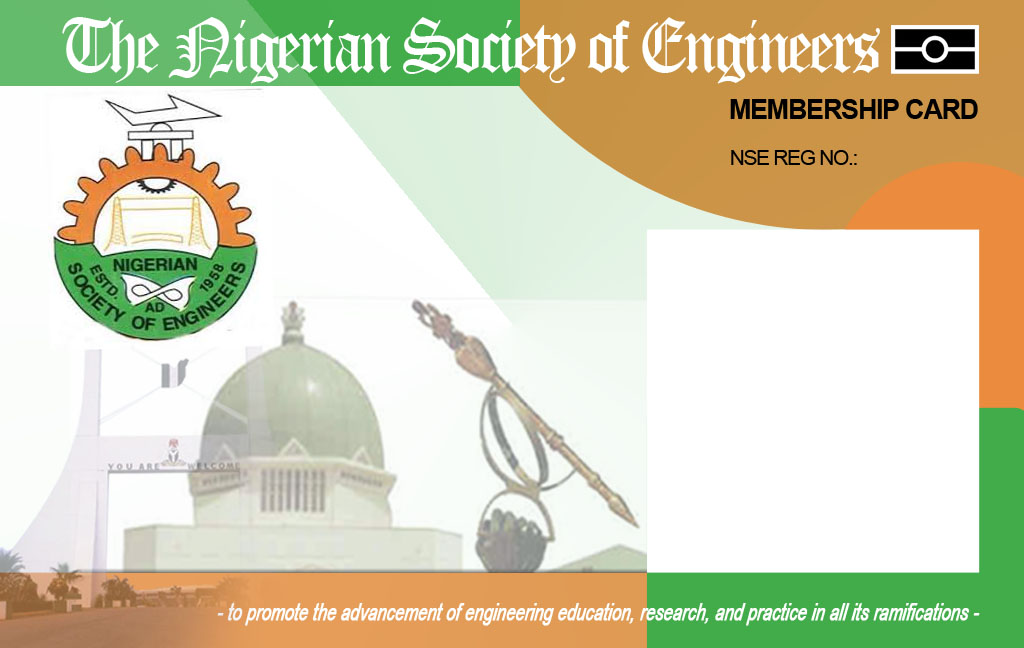 The Nigerian Society of Engineers
MEMBERSHIP CARD
NSE REG NO.:
NIGERIAN
ESTD. AD 1958
SOCIETY OF ENGINEERS
YOU ARE WELCOME
- to promote the advancement of engineering education, research, and practice in all its ramifications -